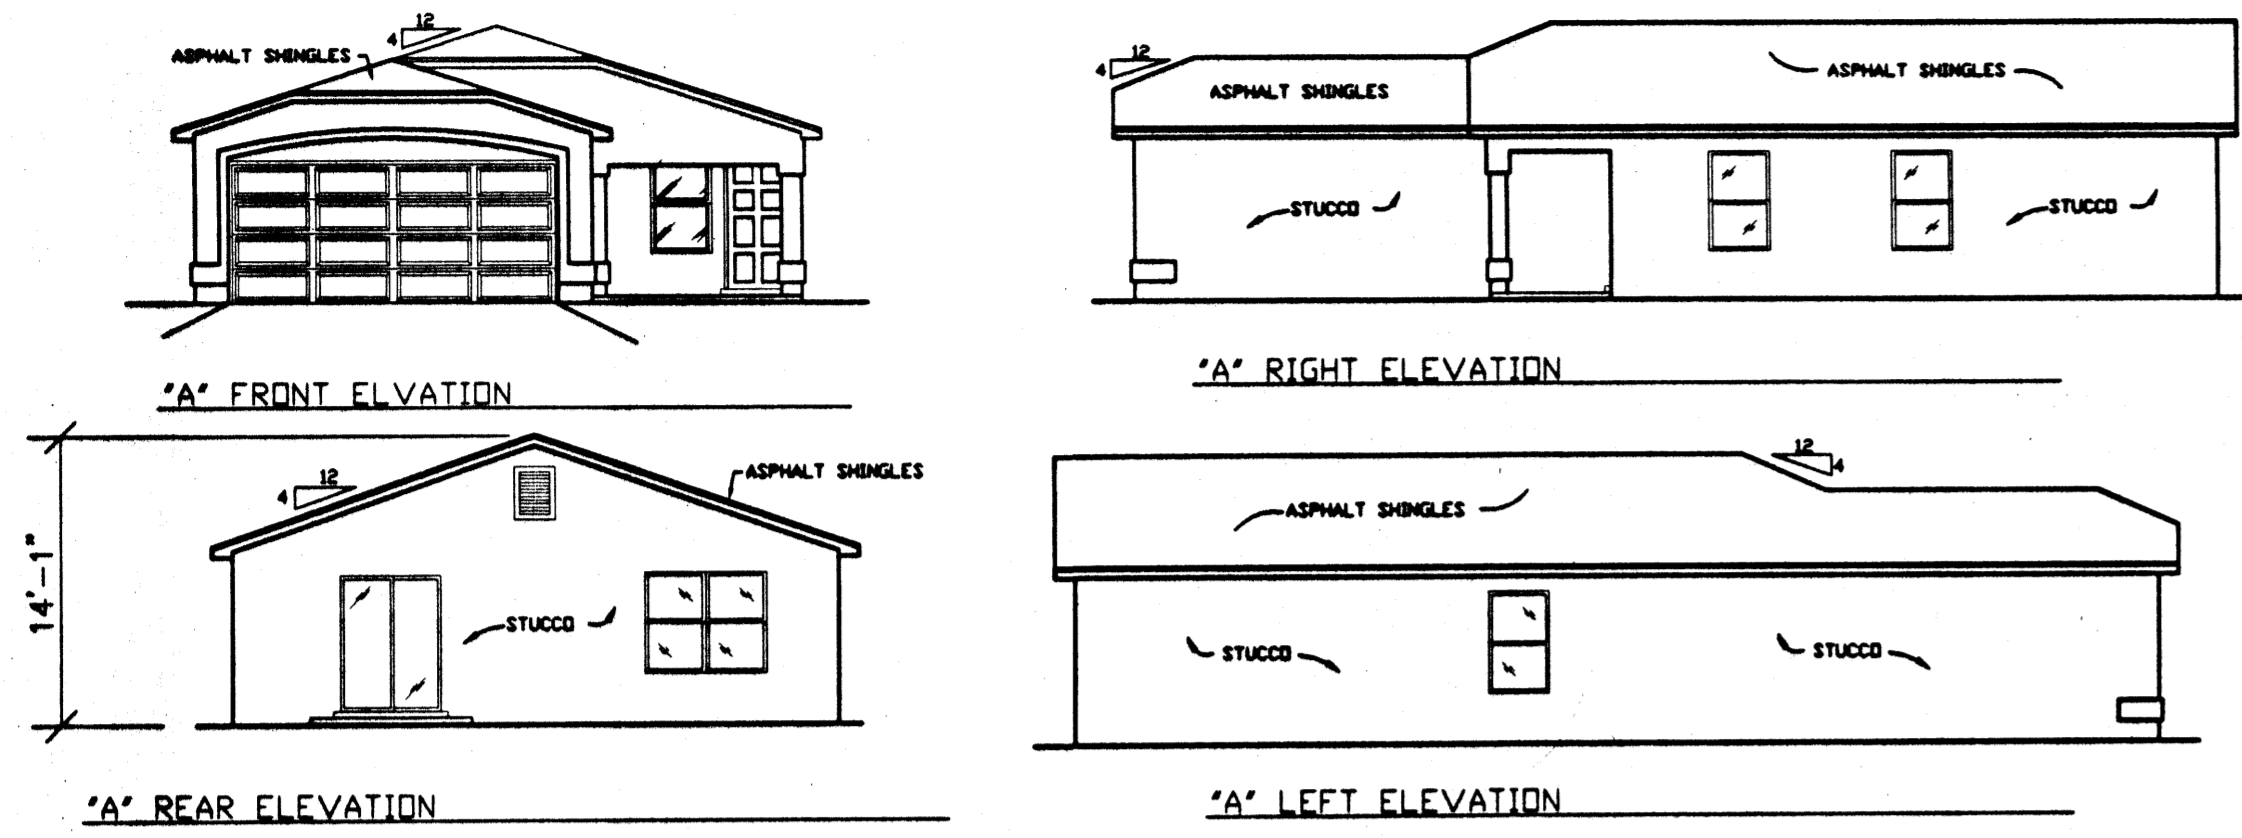 12
4
ASPHALT SHINGLES
"A" FRONT ELVATION
12
4
ASPHALT SHINGLES
ASPHALT SHINGLES
STUCCO
STUCCO
"A" RIGHT ELEVATION
14'-1"
12
4
ASPHALT SHINGLES
STUCCO
"A" REAR ELEVATION
12
4
ASPHALT SHINGLES
STUCCO
STUCCO
"A" LEFT ELEVATION